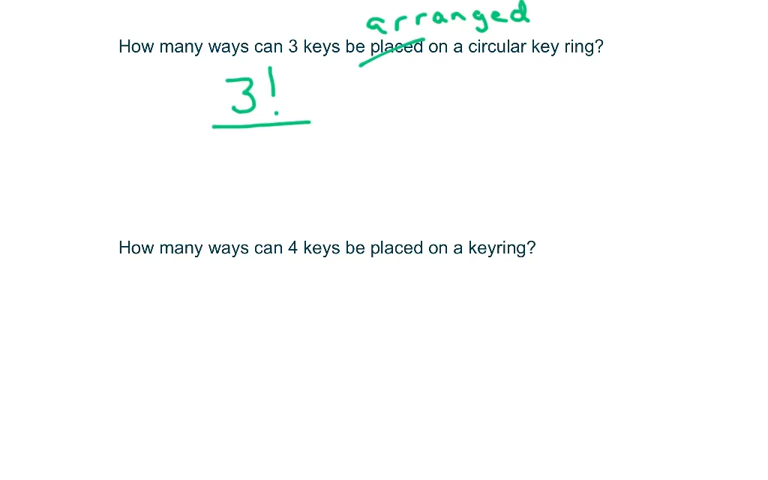 arranged
How many ways can 3 keys be placed on a circular key ring?
3!
How many ways can 4 keys be placed on a keyring?